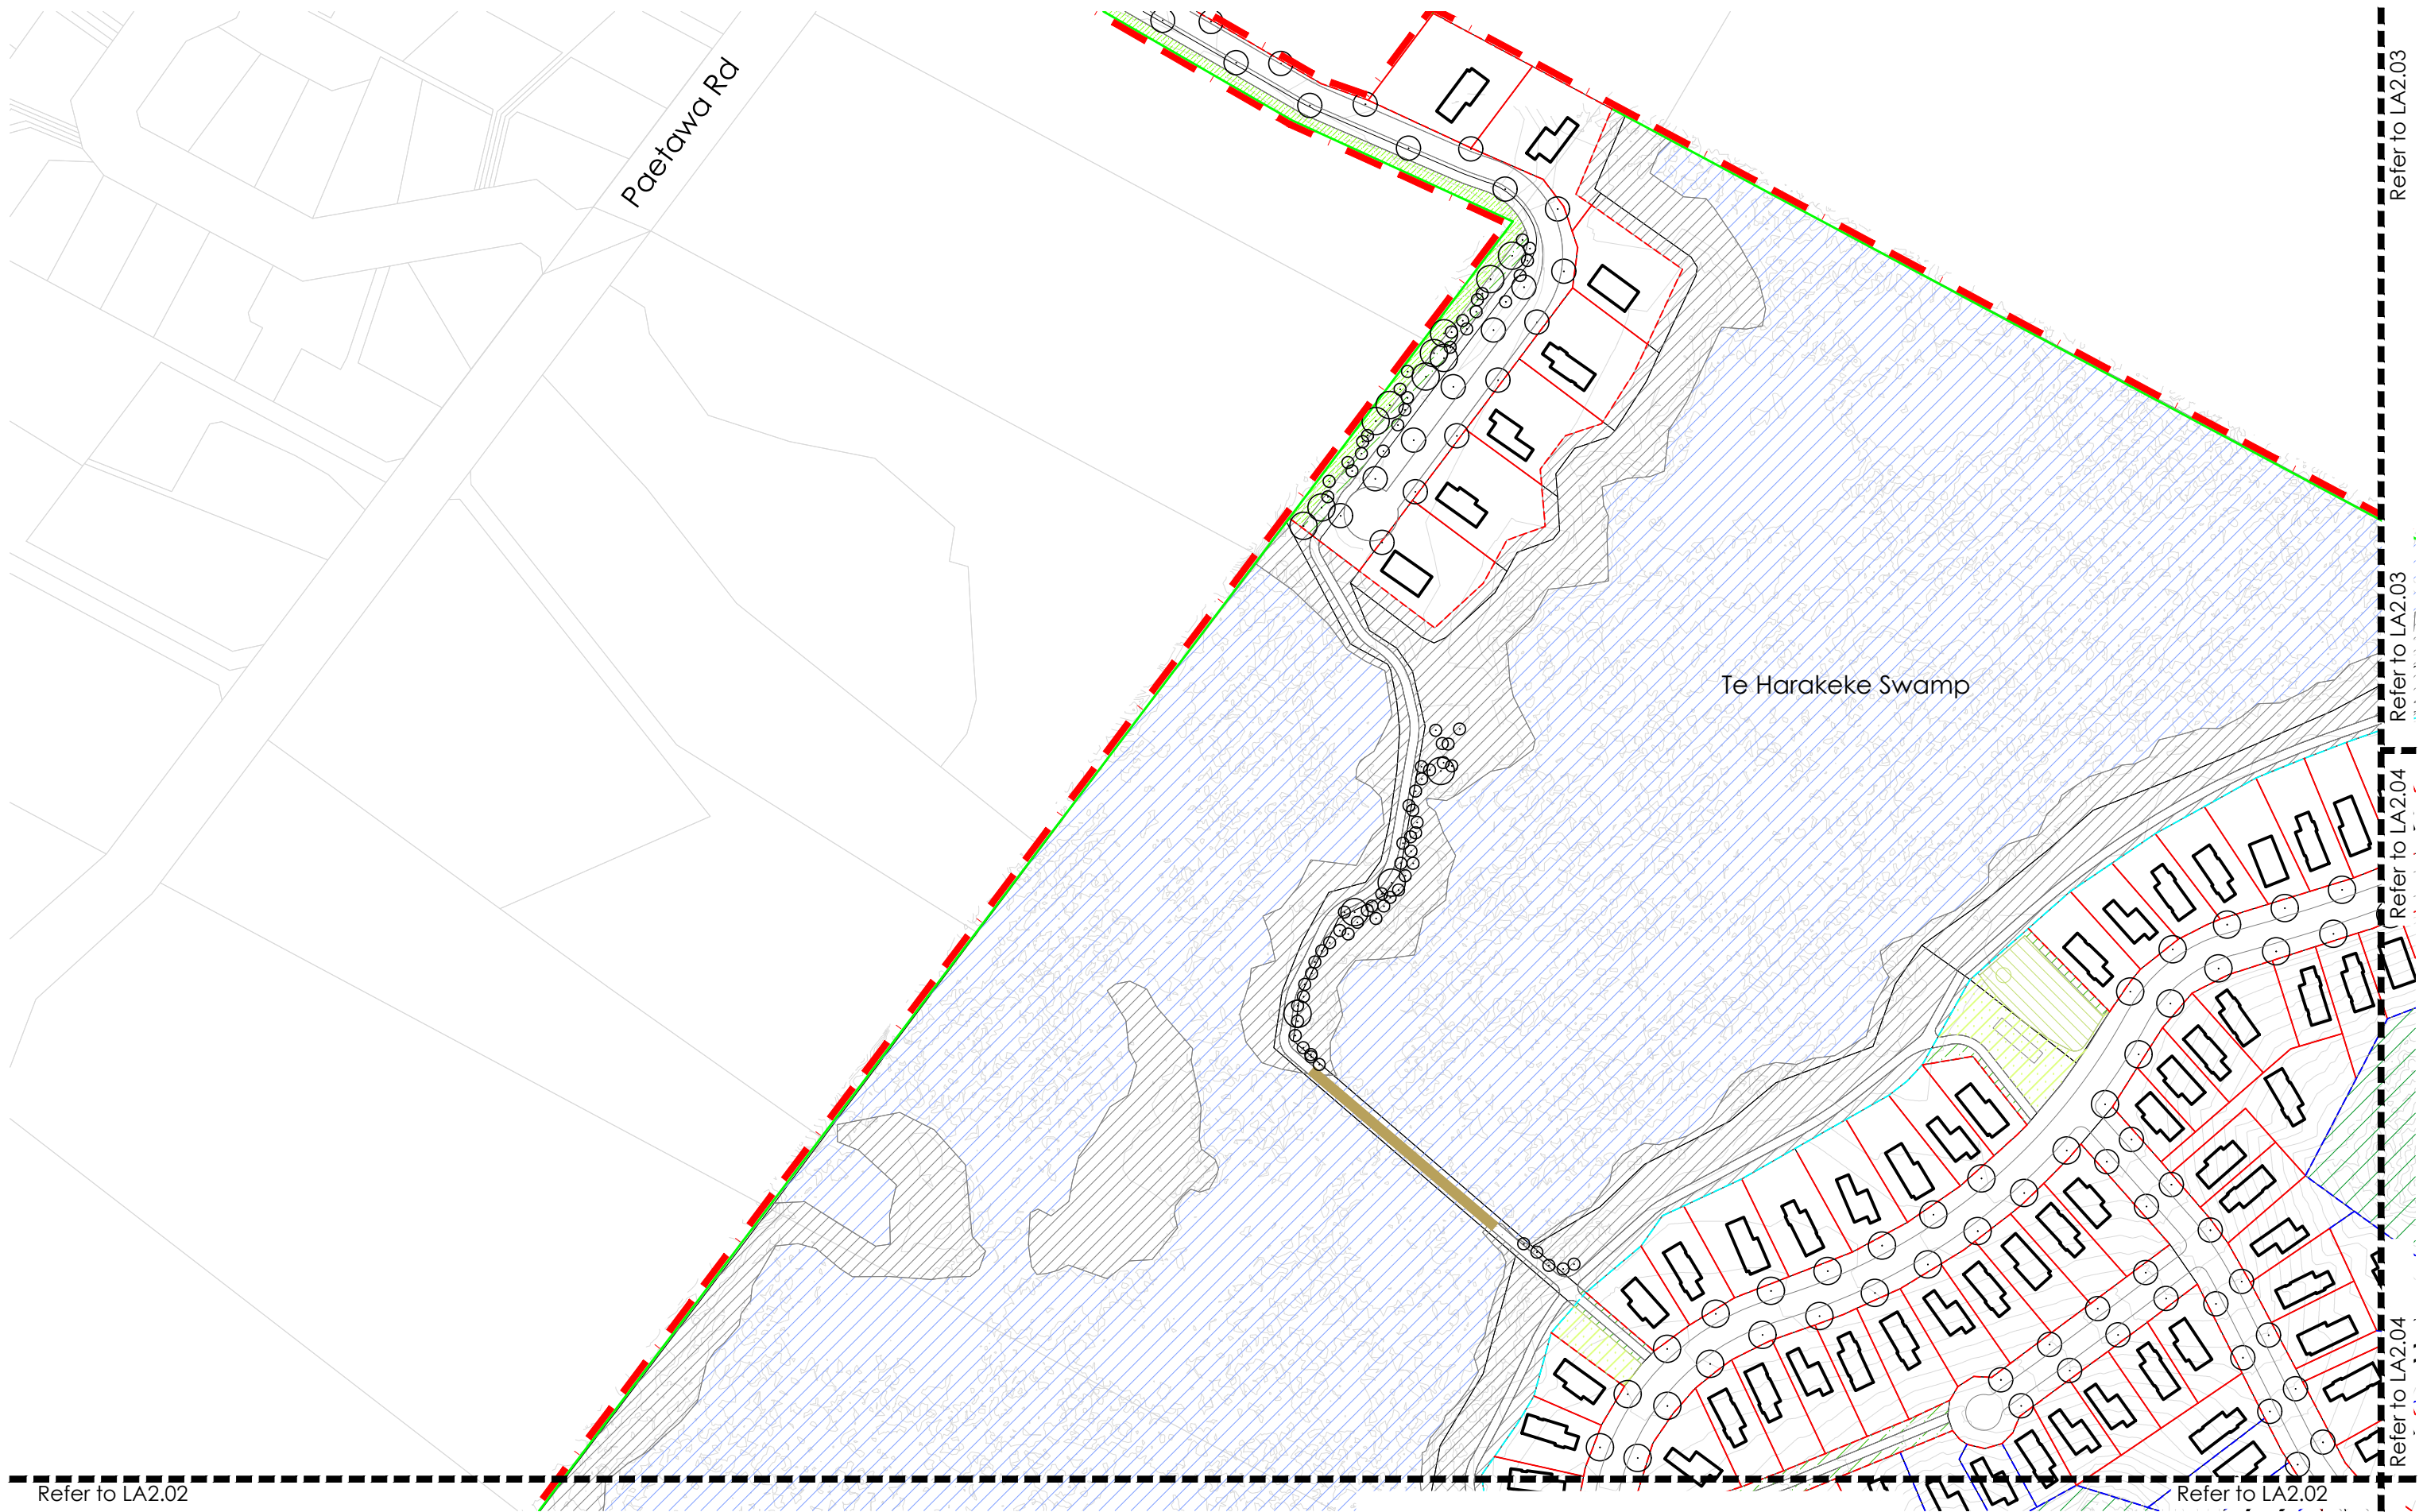 Refer to LA2.03
Paetawa Rd
Refer to LA2.03
Te Harakeke Swamp
Refer to LA2.04
Refer to LA2.04
Refer to LA2.02
Refer to LA2.02